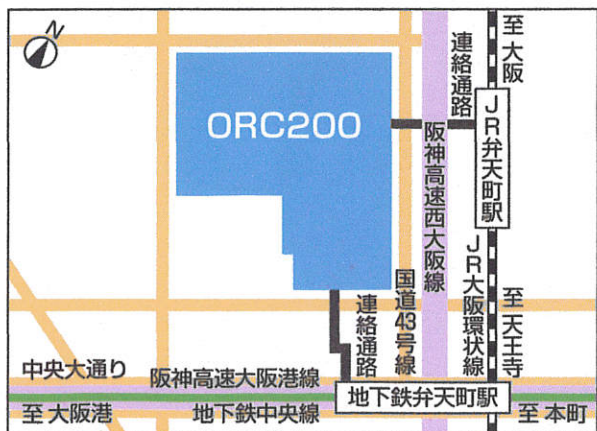 N
ORC200
連絡通路
至大阪
JR弁天町駅
阪神高速西大阪線
国道43号線
JR大阪環状線
至天王寺
連絡通路
中央大通り
阪神高速大阪港線
地下鉄弁天町駅
至大阪港
地下鉄中央線
至本町